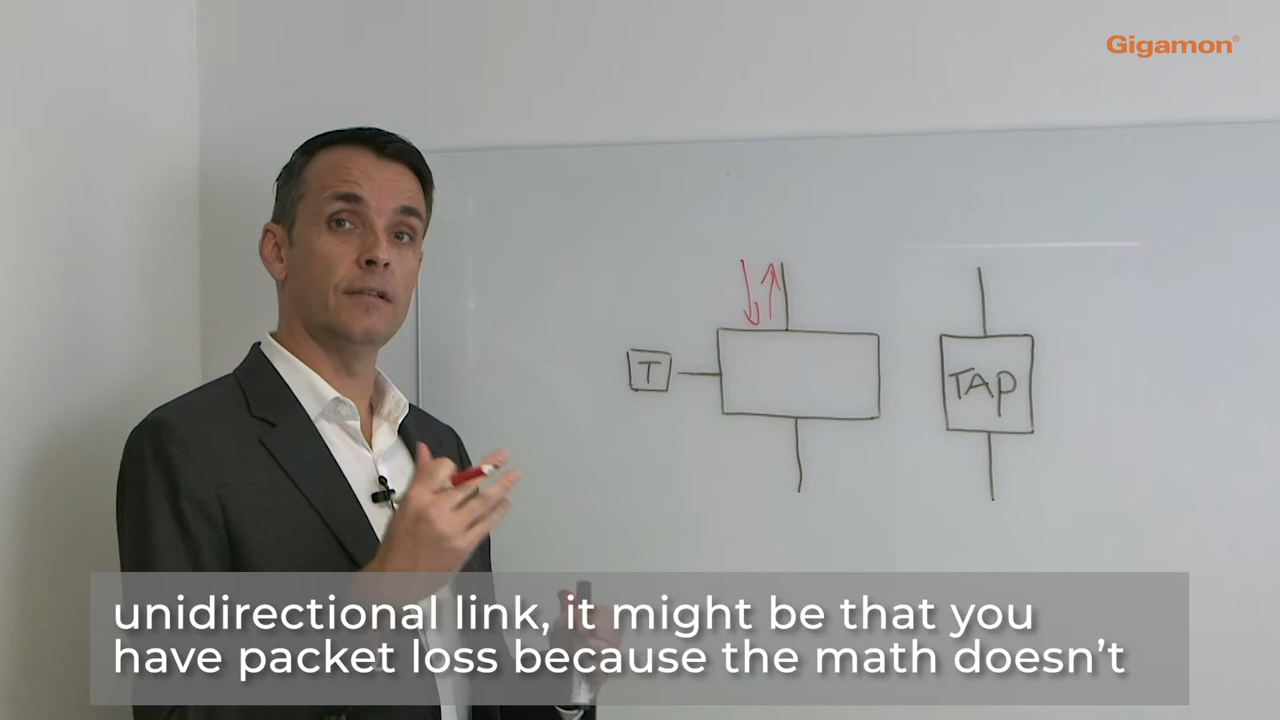 Gigamon®
T
TAP
unidirectional link, it might be that you
have packet loss because the math doesn’t